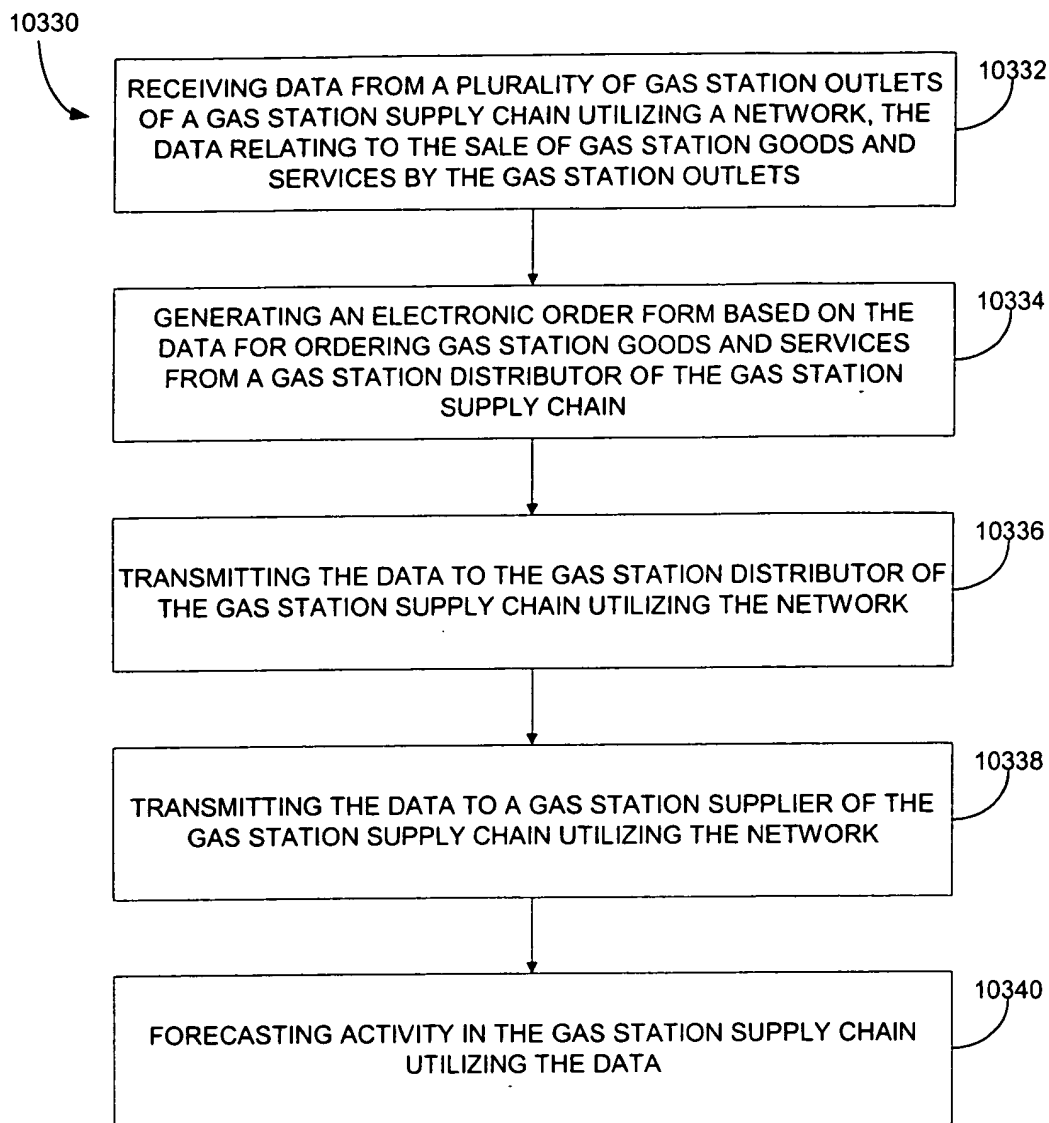 10330
RECEIVING DATA FROM A PLURALITY OF GAS STATION OUTLETS
OF A GAS STATION SUPPLY CHAIN UTILIZING A NETWORK, THE
DATA RELATING TO THE SALE OF GAS STATION GOODS AND
SERVICES BY THE GAS STATION OUTLETS
10332
GENERATING AN ELECTRONIC ORDER FORM BASED ON THE
DATA FOR ORDERING GAS STATION GOODS AND SERVICES
FROM A GAS STATION DISTRIBUTOR OF THE GAS STATION
SUPPLY CHAIN
10334
TRANSMITTING THE DATA TO THE GAS STATION DISTRIBUTOR OF
THE GAS STATION SUPPLY CHAIN UTILIZING THE NETWORK
10336
TRANSMITTING THE DATA TO A GAS STATION SUPPLIER OF THE
GAS STATION SUPPLY CHAIN UTILIZING THE NETWORK
10338
FORECASTING ACTIVITY IN THE GAS STATION SUPPLY CHAIN
UTILIZING THE DATA
10340